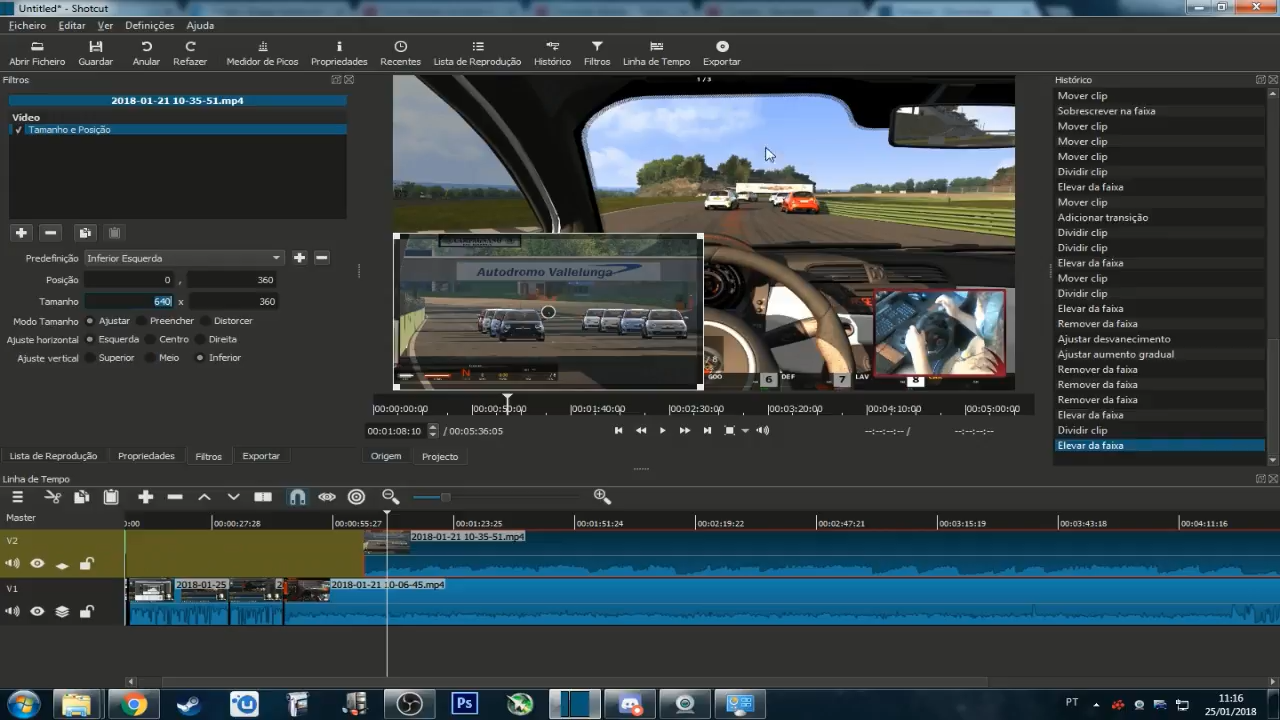 Untitled* - Shotcut
Ficheiro Editar Ver Definições Ajuda
Abrir Ficheiro Guardar Anular Refazer Medidor de Picos Propriedades Recentes Lista de Reprodução Histórico Filtros Linha de Tempo Exportar
Filtros
2018-01-21 10-35-51.mp4
Vídeo
Tamanho e Posição
Predefinição Inferior Esquerda
Posição 0 , 360
Tamanho 640 x 360
Modo Tamanho Ajustar Preencher Distorcer
Ajuste horizontal Esquerda Centro Direita
Ajuste vertical Superior Meio Inferior
Lista de Reprodução Propriedades Filtros Exportar
1 / 3
Autodromo Vallelunga
N
/ 6
GOO 6 DEF 7 LAV 8
00:00:00:00 00:00:50:00 00:01:40:00 00:02:30:00 00:03:20:00 00:04:10:00 00:05:00:00
00:01:08:10 / 00:05:36:05 --:--:--:-- / --:--:--:--
Origem Projecto
Histórico
Mover clip
Sobrescrever na faixa
Mover clip
Mover clip
Mover clip
Dividir clip
Elevar da faixa
Mover clip
Adicionar transição
Dividir clip
Dividir clip
Elevar da faixa
Mover clip
Dividir clip
Elevar da faixa
Remover da faixa
Ajustar desvanecimento
Ajustar aumento gradual
Remover da faixa
Remover da faixa
Remover da faixa
Elevar da faixa
Dividir clip
Elevar da faixa
Linha de Tempo
Master
:00 00:00:27:28 00:00:55:27 00:01:23:25 00:01:51:24 00:02:19:22 00:02:47:21 00:03:15:19 00:03:43:18 00:04:11:16
V2
2018-01-21 10-35-51.mp4
V1
2018-01-25 2 2018-01-21 10-06-45.mp4
Ps
PT
11:16
25/01/2018